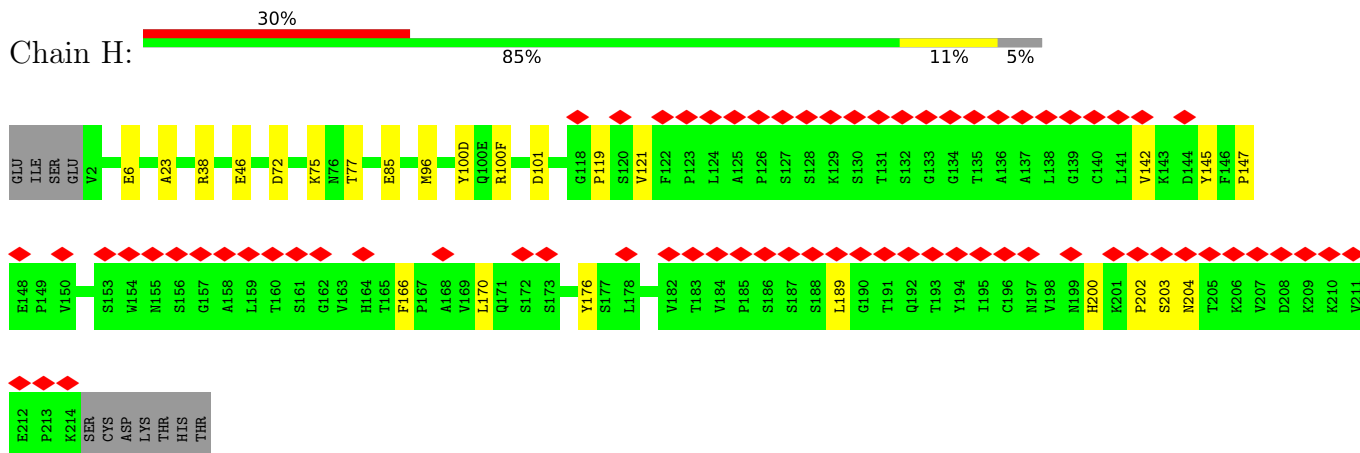 30%
Chain H:
85% 11% 5%
GLU ILE SER GLU V2 E6 A23 R38 E46 D72 K75 N76 T77 E85 M96 Y100D Q100E R100F D101 G118 P119 S120 V121 F122 P123 L124 A125 P126 S127 S128 K129 S130 T131 S132 G133 G134 T135 A136 A137 L138 G139 C140 L141 V142 K143 D144 Y145 F146 P147
E148 P149 V150 S153 W154 N155 S156 G157 A158 L159 T160 S161 G162 V163 H164 T165 F166 P167 A168 V169 L170 Q171 S172 S173 Y176 S177 L178 V182 T183 V184 P185 S186 S187 S188 L189 G190 T191 Q192 T193 Y194 I195 C196 N197 V198 N199 H200 K201 P202 S203 N204 T205 K206 V207 D208 K209 K210 V211
E212 P213 K214 SER CYS ASP LYS THR HIS THR